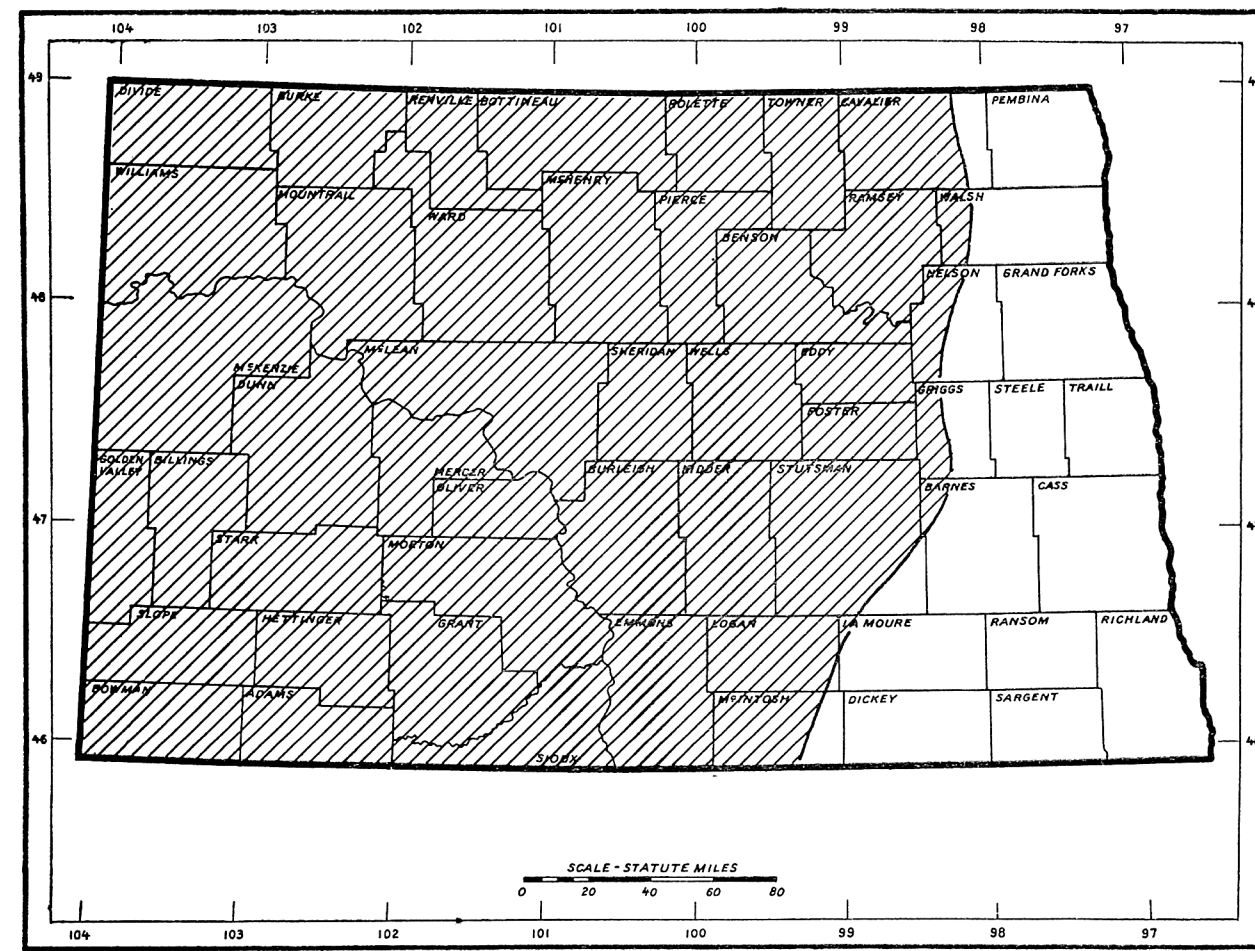 104 103 102 101 100 99 98 97
49
DIVIDE BURKE RENVILLE BOTTINEAU ROLETTE TOWNER CAVALIER PEMBINA
WILLIAMS MOUNTRAIL WARD McHENRY PIERCE RAMSEY WALSH
BENSON NELSON GRAND FORKS
48
McKENZIE McLEAN SHERIDAN WELLS EDDY
DUNN FOSTER GRIGGS STEELE TRAILL
GOLDEN
VALLEY
BILLINGS MERCER BURLEIGH KIDDER STUTSMAN
OLIVER BARNES CASS
47
STARK MORTON
SLOPE HETTINGER GRANT EMMONS LOGAN LA MOURE RANSOM RICHLAND
BOWMAN ADAMS McINTOSH DICKEY SARGENT
46
SIOUX
SCALE - STATUTE MILES
0 20 40 60 80
104 103 102 101 100 99 98 97